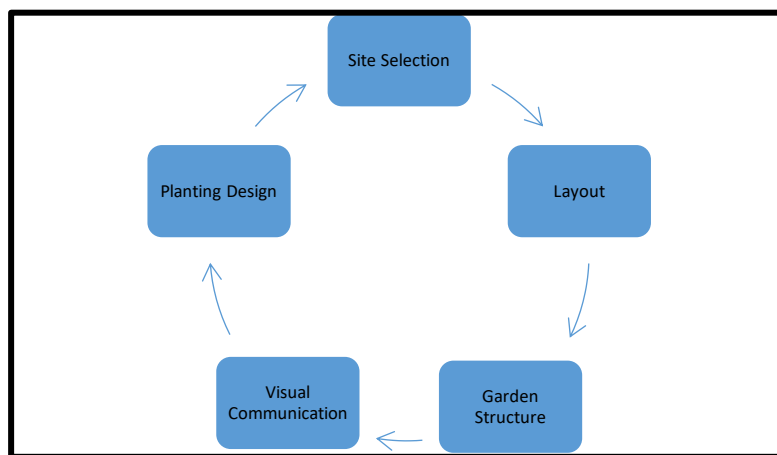 Site Selection
Layout
Garden
Structure
Visual
Communication
Planting Design